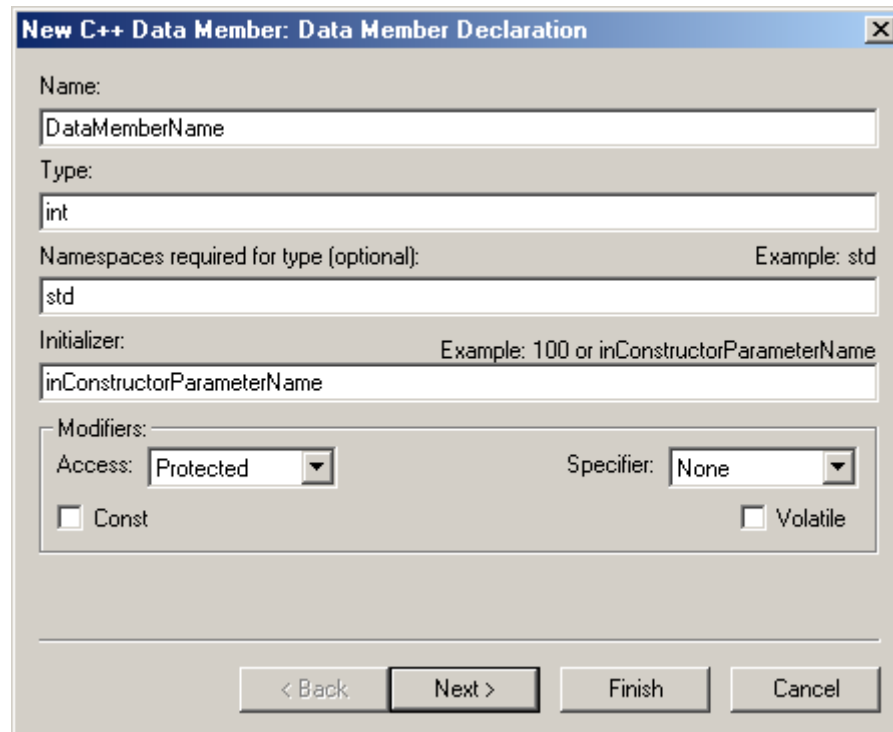 New C++ Data Member: Data Member Declaration
Name:
DataMemberName
Type:
int
Namespaces required for type (optional): Example: std
std
Initializer: Example: 100 or inConstructorParameterName
inConstructorParameterName
Modifiers:
Access: Protected Specifier: None
Const Volatile
< Back Next > Finish Cancel